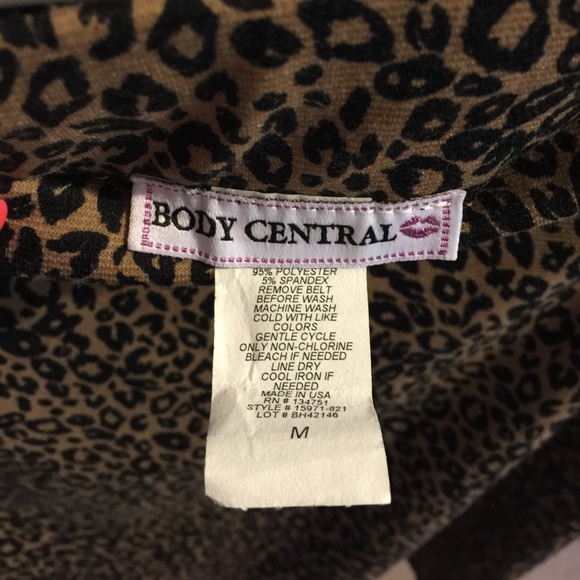 BODY CENTRAL
95% POLYESTER
5% SPANDEX
REMOVE BELT
BEFORE WASH
MACHINE WASH
COLD WITH LIKE
COLORS
GENTLE CYCLE
ONLY NON-CHLORINE
BLEACH IF NEEDED
LINE DRY
COOL IRON IF
NEEDED
MADE IN USA
RN # 134751
STYLE # 15971-821
LOT # BH42146
M